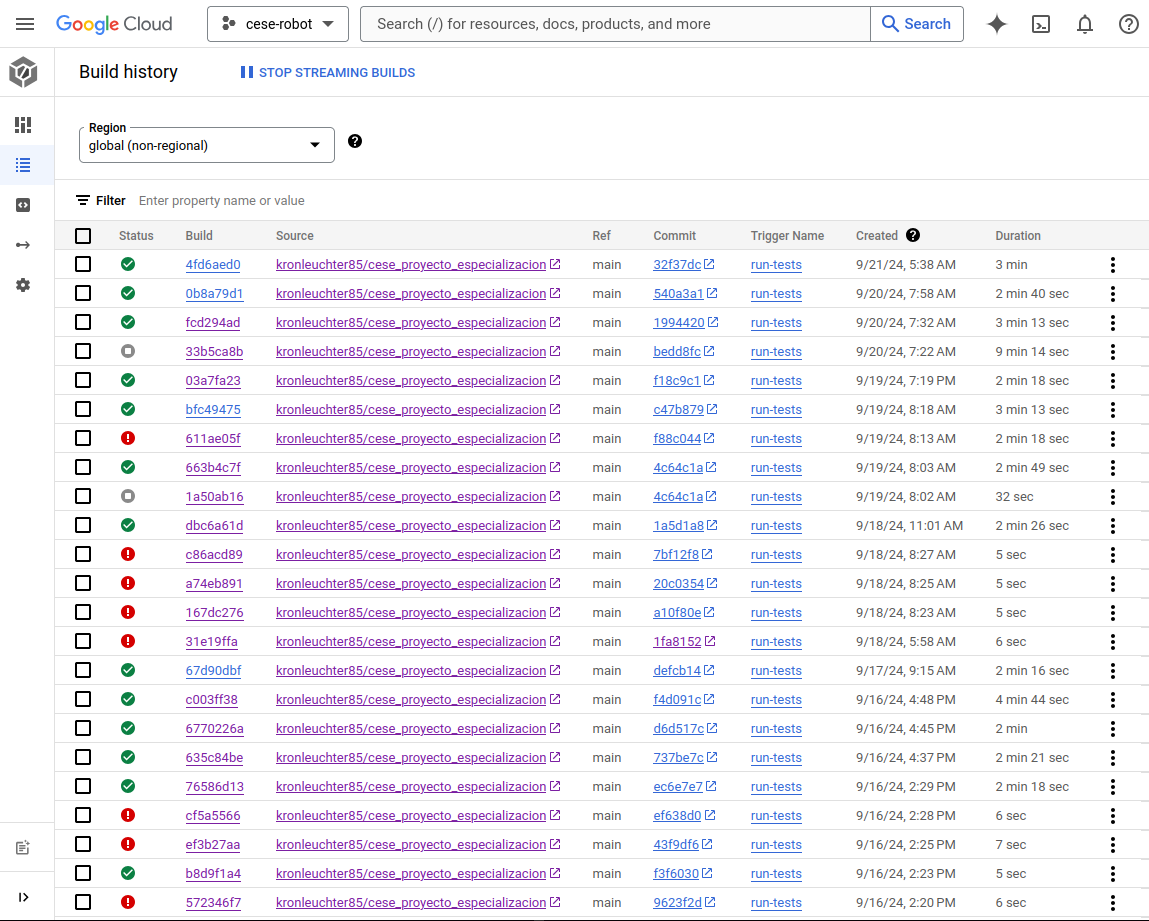 Google Cloud cese-robot Search (/) for resources, docs, products, and more Search
Build history STOP STREAMING BUILDS
Region
global (non-regional)
Filter Enter property name or value
Status Build Source Ref Commit Trigger Name Created Duration
4fd6aed0 kronleuchter85/cese_proyecto_especializacion main 32f37dc run-tests 9/21/24, 5:38 AM 3 min
0b8a79d1 kronleuchter85/cese_proyecto_especializacion main 540a3a1 run-tests 9/20/24, 7:58 AM 2 min 40 sec
fcd294ad kronleuchter85/cese_proyecto_especializacion main 1994420 run-tests 9/20/24, 7:32 AM 3 min 13 sec
33b5ca8b kronleuchter85/cese_proyecto_especializacion main bedd8fc run-tests 9/20/24, 7:22 AM 9 min 14 sec
03a7fa23 kronleuchter85/cese_proyecto_especializacion main f18c9c1 run-tests 9/19/24, 7:19 PM 2 min 18 sec
bfc49475 kronleuchter85/cese_proyecto_especializacion main c47b879 run-tests 9/19/24, 8:18 AM 3 min 13 sec
611ae05f kronleuchter85/cese_proyecto_especializacion main f88c044 run-tests 9/19/24, 8:13 AM 2 min 18 sec
663b4c7f kronleuchter85/cese_proyecto_especializacion main 4c64c1a run-tests 9/19/24, 8:03 AM 2 min 49 sec
1a50ab16 kronleuchter85/cese_proyecto_especializacion main 4c64c1a run-tests 9/19/24, 8:02 AM 32 sec
dbc6a61d kronleuchter85/cese_proyecto_especializacion main 1a5d1a8 run-tests 9/18/24, 11:01 AM 2 min 26 sec
c86acd89 kronleuchter85/cese_proyecto_especializacion main 7bf12f8 run-tests 9/18/24, 8:27 AM 5 sec
a74eb891 kronleuchter85/cese_proyecto_especializacion main 20c0354 run-tests 9/18/24, 8:25 AM 5 sec
167dc276 kronleuchter85/cese_proyecto_especializacion main a10f80e run-tests 9/18/24, 8:23 AM 5 sec
31e19ffa kronleuchter85/cese_proyecto_especializacion main 1fa8152 run-tests 9/18/24, 5:58 AM 6 sec
67d90dbf kronleuchter85/cese_proyecto_especializacion main defcb14 run-tests 9/17/24, 9:15 AM 2 min 16 sec
c003ff38 kronleuchter85/cese_proyecto_especializacion main f4d091c run-tests 9/16/24, 4:48 PM 4 min 44 sec
6770226a kronleuchter85/cese_proyecto_especializacion main d6d517c run-tests 9/16/24, 4:45 PM 2 min
635c84be kronleuchter85/cese_proyecto_especializacion main 737be7c run-tests 9/16/24, 4:37 PM 2 min 21 sec
76586d13 kronleuchter85/cese_proyecto_especializacion main ec6e7e7 run-tests 9/16/24, 2:29 PM 2 min 18 sec
cf5a5566 kronleuchter85/cese_proyecto_especializacion main ef638d0 run-tests 9/16/24, 2:28 PM 6 sec
ef3b27aa kronleuchter85/cese_proyecto_especializacion main 43f9df6 run-tests 9/16/24, 2:25 PM 7 sec
b8d9f1a4 kronleuchter85/cese_proyecto_especializacion main f3f6030 run-tests 9/16/24, 2:23 PM 5 sec
572346f7 kronleuchter85/cese_proyecto_especializacion main 9623f2d run-tests 9/16/24, 2:20 PM 6 sec